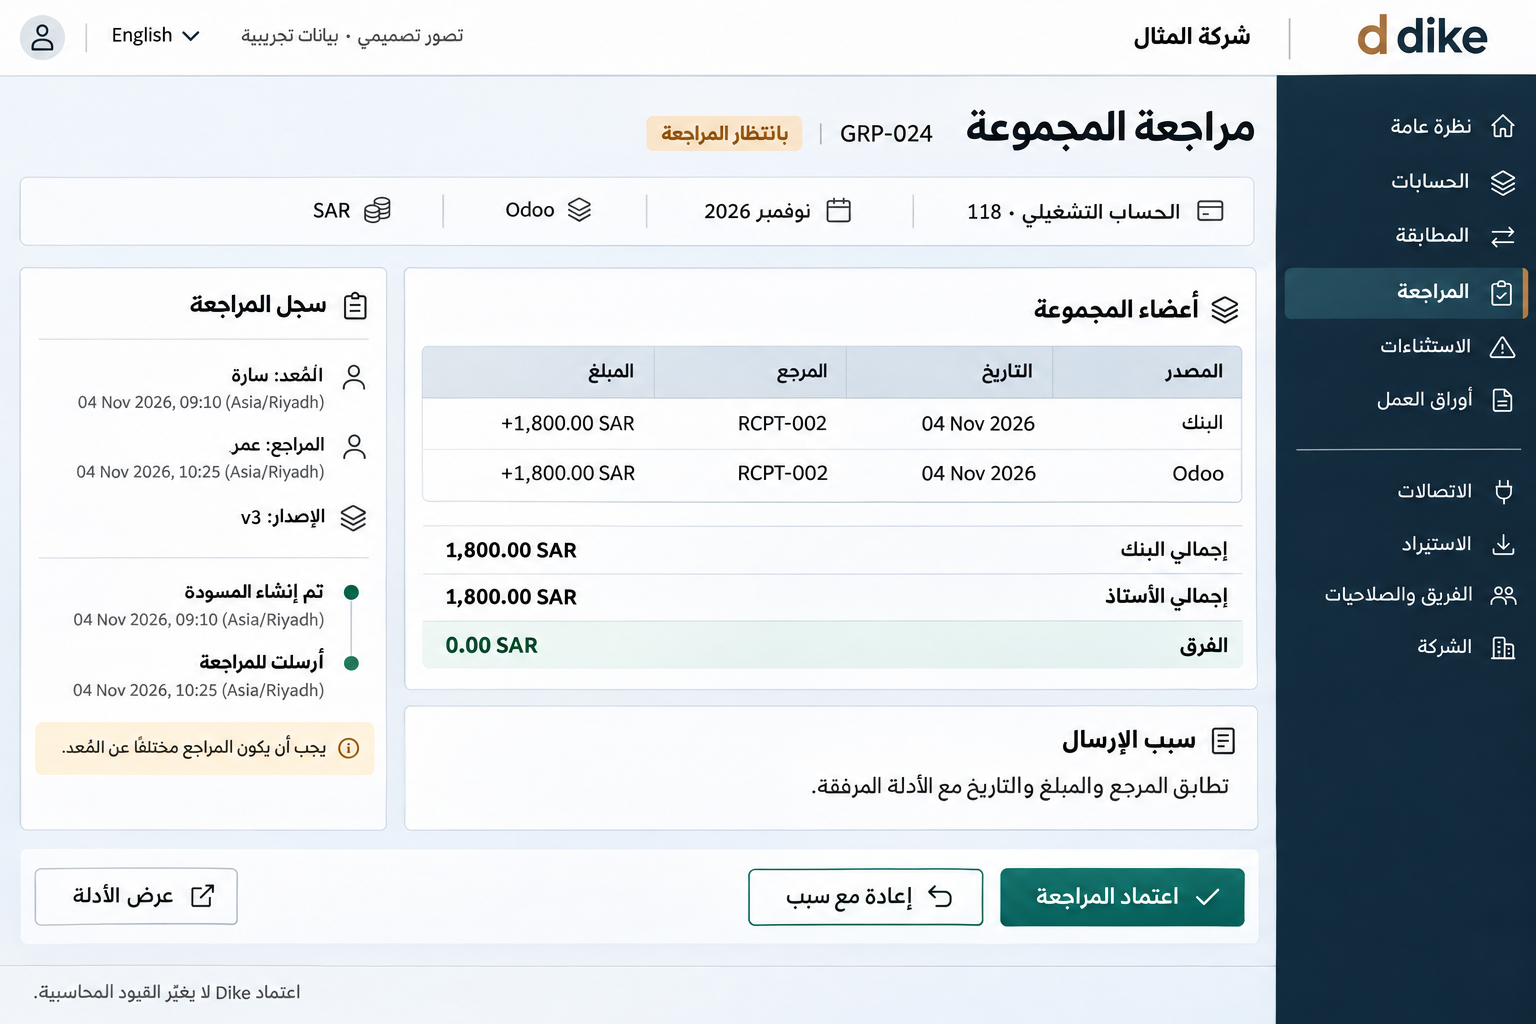 d dike
شركة المثال
تصور تصميمي · بيانات تجريبية
English
نظرة عامة
الحسابات
المطابقة
المراجعة
الاستثناءات
أوراق العمل
الاتصالات
الاستيراد
الفريق والصلاحيات
الشركة
مراجعة المجموعة GRP-024 | بانتظار المراجعة
الحساب التشغيلي · 118
نوفمبر 2026
Odoo
SAR
أعضاء المجموعة
المصدر التاريخ المرجع المبلغ
البنك 04 Nov 2026 RCPT-002 +1,800.00 SAR
Odoo 04 Nov 2026 RCPT-002 +1,800.00 SAR
إجمالي البنك 1,800.00 SAR
إجمالي الأستاذ 1,800.00 SAR
الفرق 0.00 SAR
سبب الإرسال
تطابق المرجع والمبلغ والتاريخ مع الأدلة المرفقة.
سجل المراجعة
المُعد: سارة
04 Nov 2026, 09:10 (Asia/Riyadh)
المراجع: عمر
04 Nov 2026, 10:25 (Asia/Riyadh)
الإصدار: v3
تم إنشاء المسودة
04 Nov 2026, 09:10 (Asia/Riyadh)
أرسلت للمراجعة
04 Nov 2026, 10:25 (Asia/Riyadh)
يجب أن يكون المراجع مختلفًا عن المُعد.
اعتماد المراجعة
إعادة مع سبب
عرض الأدلة
اعتماد Dike لا يغيّر القيود المحاسبية.